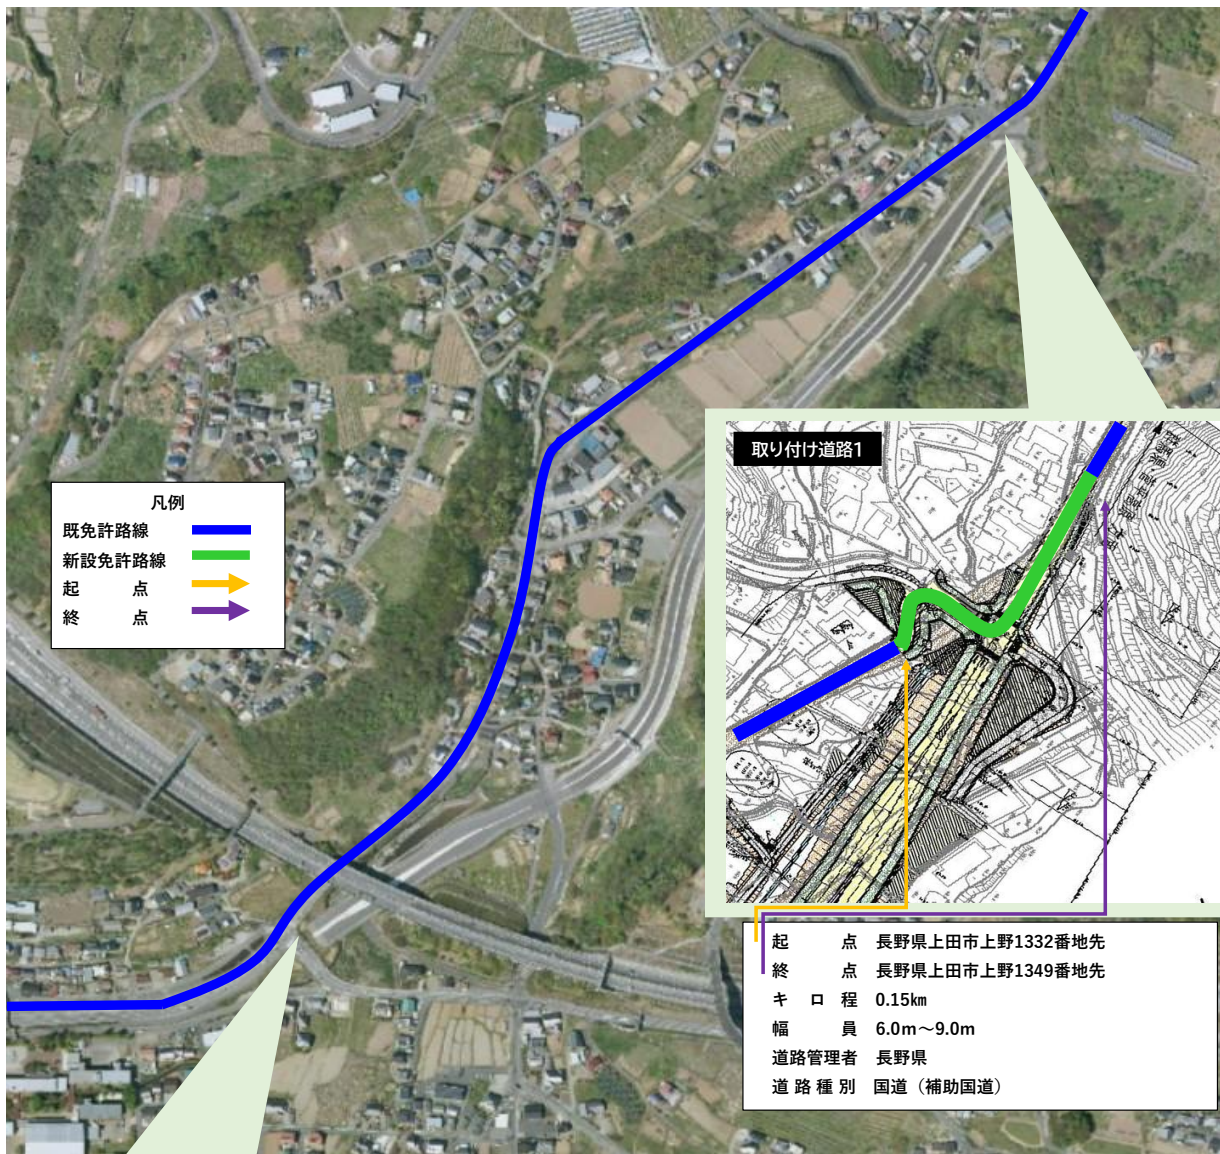 取り付け道路1
凡例
既免許路線
新設免許路線
起 点
終 点
起 点 長野県上田市上野1332番地先
終 点 長野県上田市上野1349番地先
キ ロ 程 0.15㎞
幅 員 6.0m～9.0m
道路管理者 長野県
道 路 種 別 国道（補助国道）